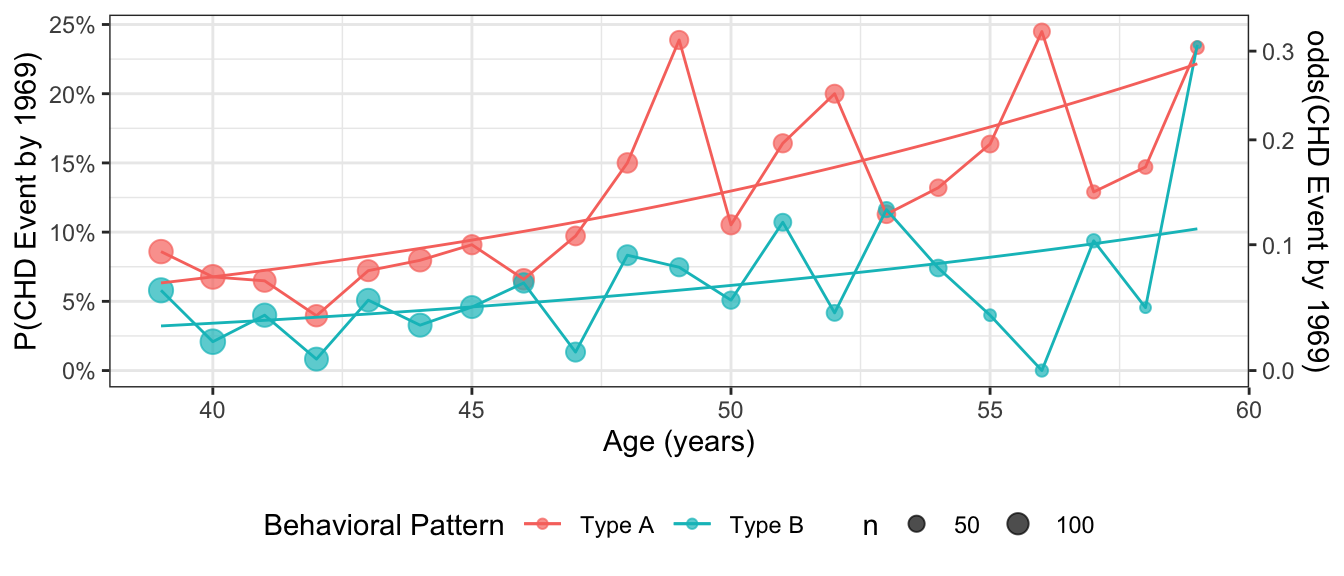 P(CHD Event by 1969)
25%
20%
15%
10%
5%
0%
odds(CHD Event by 1969)
0.3
0.2
0.1
0.0
40 45 50 55 60
Age (years)
Behavioral Pattern Type A Type B n 50 100